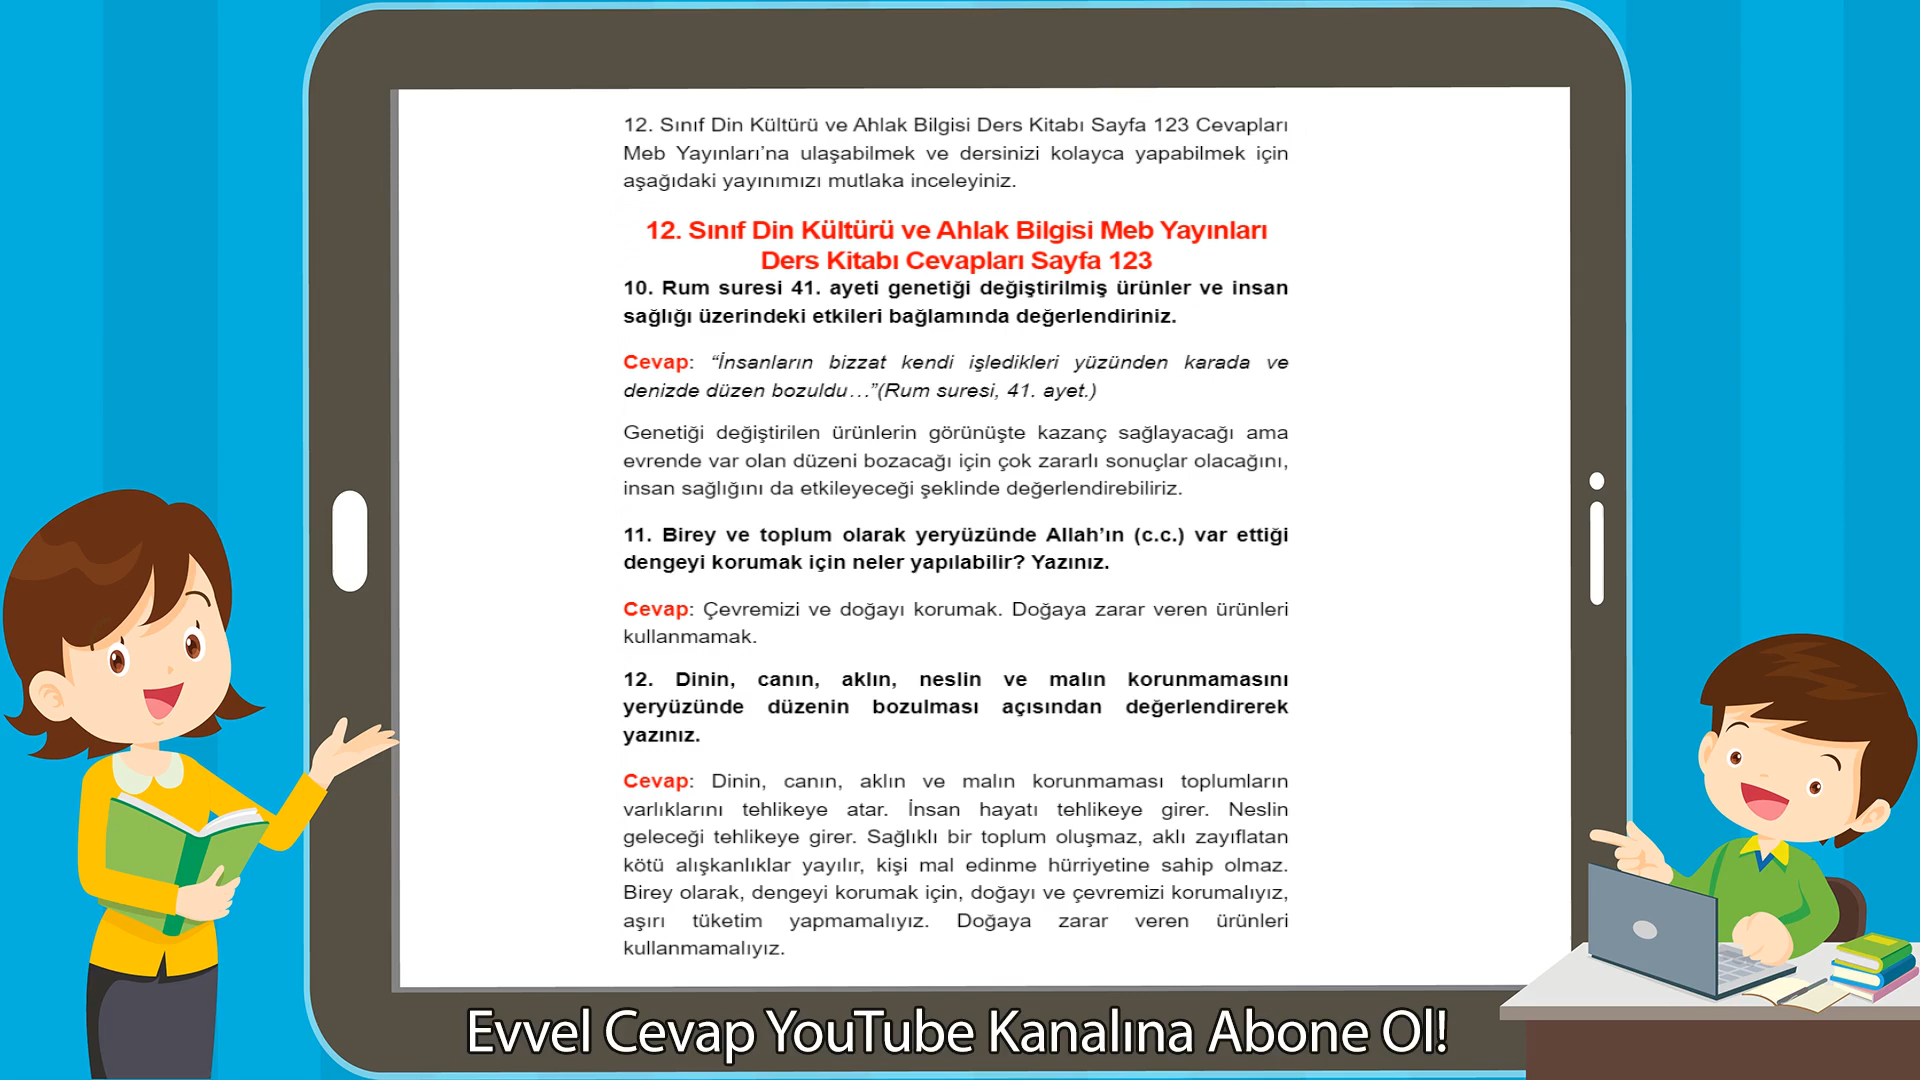 12. Sınıf Din Kültürü ve Ahlak Bilgisi Ders Kitabı Sayfa 123 Cevapları
Meb Yayınları’na ulaşabilmek ve dersinizi kolayca yapabilmek için
aşağıdaki yayınımızı mutlaka inceleyiniz.
12. Sınıf Din Kültürü ve Ahlak Bilgisi Meb Yayınları
Ders Kitabı Cevapları Sayfa 123
10. Rum suresi 41. ayeti genetiği değiştirilmiş ürünler ve insan
sağlığı üzerindeki etkileri bağlamında değerlendiriniz.
Cevap: “İnsanların bizzat kendi işledikleri yüzünden karada ve
denizde düzen bozuldu…”(Rum suresi, 41. ayet.)
Genetiği değiştirilen ürünlerin görünüşte kazanç sağlayacağı ama
evrende var olan düzeni bozacağı için çok zararlı sonuçlar olacağını,
insan sağlığını da etkileyeceği şeklinde değerlendirebiliriz.
11. Birey ve toplum olarak yeryüzünde Allah’ın (c.c.) var ettiği
dengeyi korumak için neler yapılabilir? Yazınız.
Cevap: Çevremizi ve doğayı korumak. Doğaya zarar veren ürünleri
kullanmamak.
12. Dinin, canın, aklın, neslin ve malın korunmamasını
yeryüzünde düzenin bozulması açısından değerlendirerek
yazınız.
Cevap: Dinin, canın, aklın ve malın korunmaması toplumların
varlıklarını tehlikeye atar. İnsan hayatı tehlikeye girer. Neslin
geleceği tehlikeye girer. Sağlıklı bir toplum oluşmaz, aklı zayıflatan
kötü alışkanlıklar yayılır, kişi mal edinme hürriyetine sahip olmaz.
Birey olarak, dengeyi korumak için, doğayı ve çevremizi korumalıyız,
aşırı tüketim yapmamalıyız. Doğaya zarar veren ürünleri
kullanmamalıyız.
Evvel Cevap YouTube Kanalına Abone Ol!